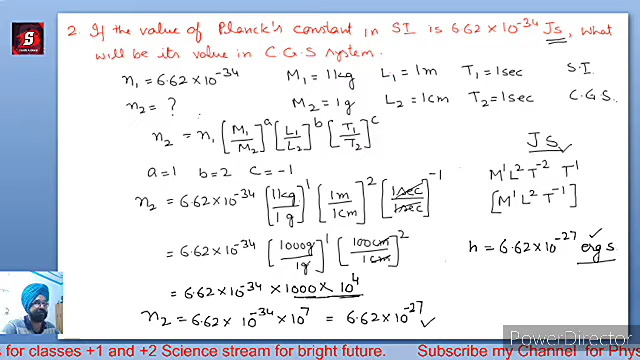 2. If the value of Planck's constant in SI is 6.62×10⁻³⁴ Js, what
will be its value in C.G.S system.
n₁ = 6.62×10⁻³⁴ M₁ = 1kg L₁ = 1m T₁ = 1sec S.I.
n₂ = ? M₂ = 1g L₂ = 1cm T₂ = 1sec C.G.S.
n₂ = n₁ [M₁/M₂]ᵃ [L₁/L₂]ᵇ [T₁/T₂]ᶜ
Js
a=1 b=2 c=-1
M¹L²T⁻² T¹
n₂ = 6.62×10⁻³⁴ [1kg/1g]¹ [1m/1cm]² [1sec/1sec]⁻¹
[M¹L²T⁻¹]
= 6.62×10⁻³⁴ [1000g/1g]¹ [100cm/1cm]²
h = 6.62×10⁻²⁷ erg s
= 6.62×10⁻³⁴ × 1000 × 10⁴
n₂ = 6.62× 10⁻³⁴ × 10⁷ = 6.62×10⁻²⁷
POWERDIRECTOR
s for classes +1 and +2 Science stream for bright future. Subscribe my Channel for Phys